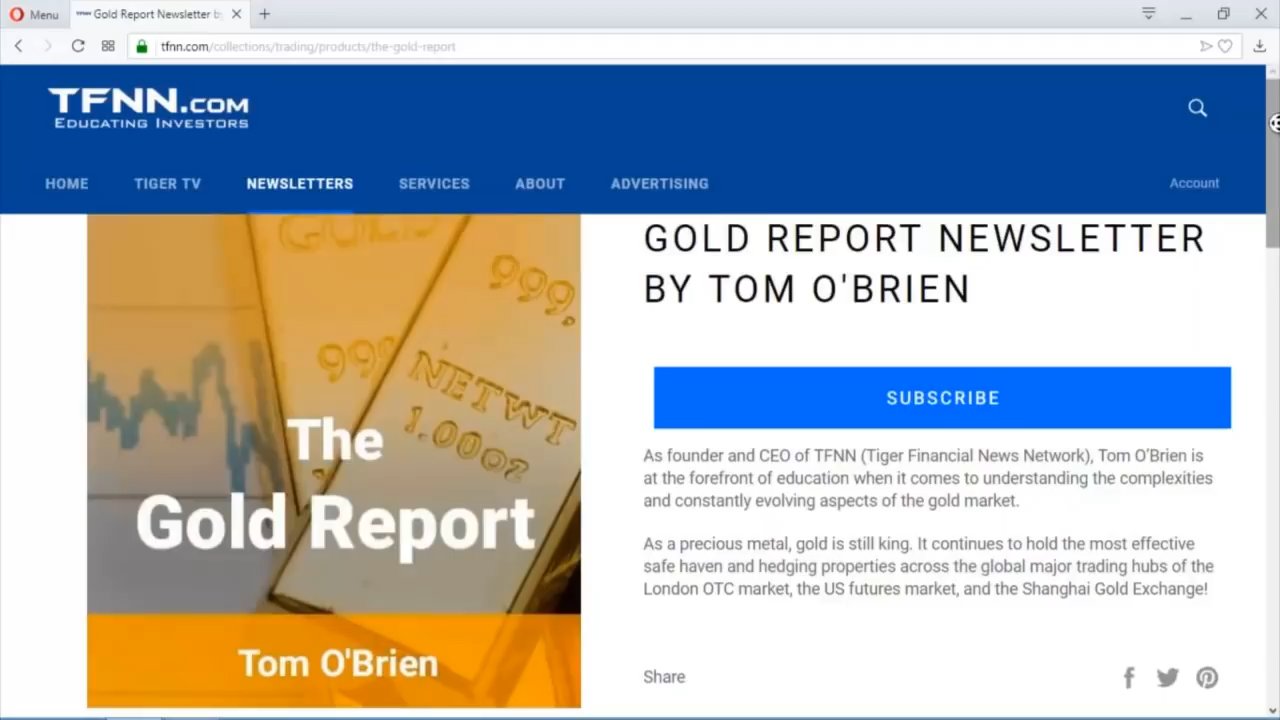 Menu
Gold Report Newsletter b
tfnn.com/collections/trading/products/the-gold-report
TFNN.COM
EDUCATING INVESTORS
HOME TIGER TV NEWSLETTERS SERVICES ABOUT ADVERTISING Account
GOLD
999,
999
NETWT
1.00oz
The
Gold Report
Tom O'Brien
GOLD REPORT NEWSLETTER
BY TOM O'BRIEN
SUBSCRIBE
As founder and CEO of TFNN (Tiger Financial News Network), Tom O'Brien is
at the forefront of education when it comes to understanding the complexities
and constantly evolving aspects of the gold market.
As a precious metal, gold is still king. It continues to hold the most effective
safe haven and hedging properties across the global major trading hubs of the
London OTC market, the US futures market, and the Shanghai Gold Exchange!
Share